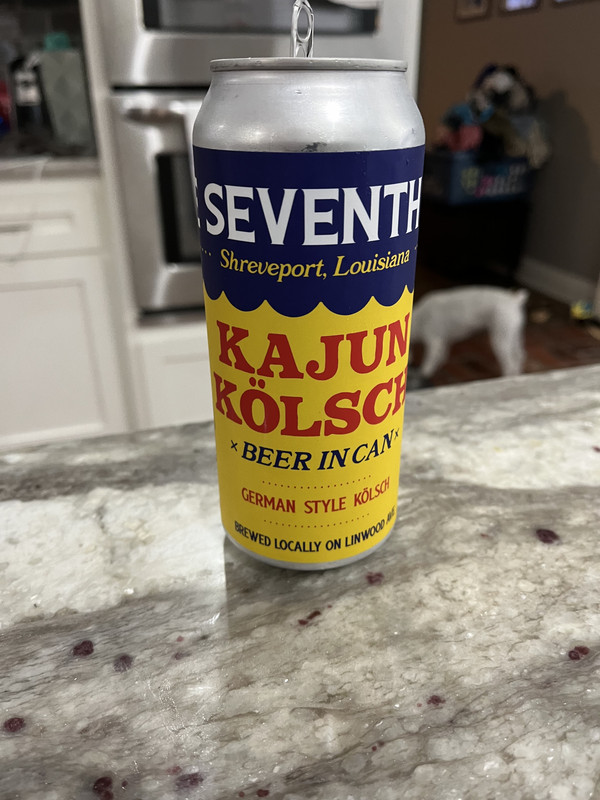 SEVENTH
Shreveport, Louisiana
KAJUN
KÖLSCH
×BEER IN CAN×
GERMAN STYLE KÖLSCH
BREWED LOCALLY ON LINWOOD